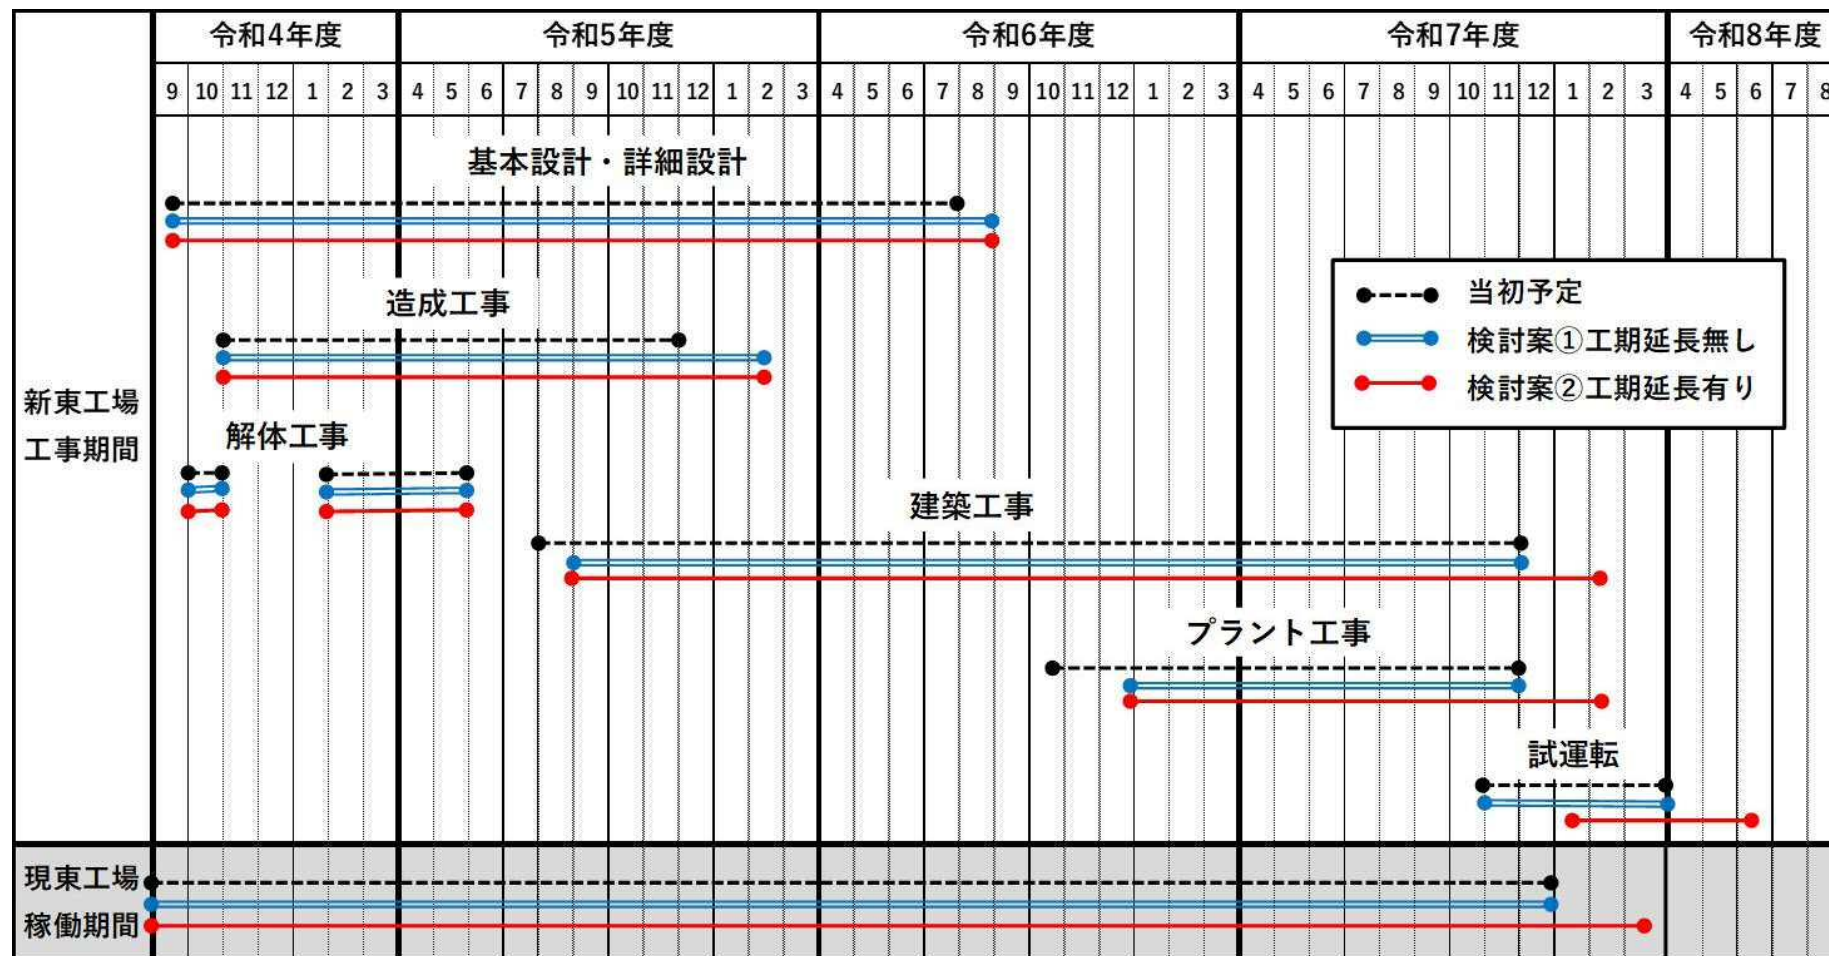 令和4年度 令和5年度 令和6年度 令和7年度 令和8年度
9 10 11 12 1 2 3 4 5 6 7 8 9 10 11 12 1 2 3 4 5 6 7 8 9 10 11 12 1 2 3 4 5 6 7 8 9 10 11 12 1 2 3 4 5 6 7 8
基本設計・詳細設計
当初予定
検討案①工期延長無し
検討案②工期延長有り
造成工事
新東工場
工事期間
解体工事
建築工事
プラント工事
試運転
現東工場
稼働期間